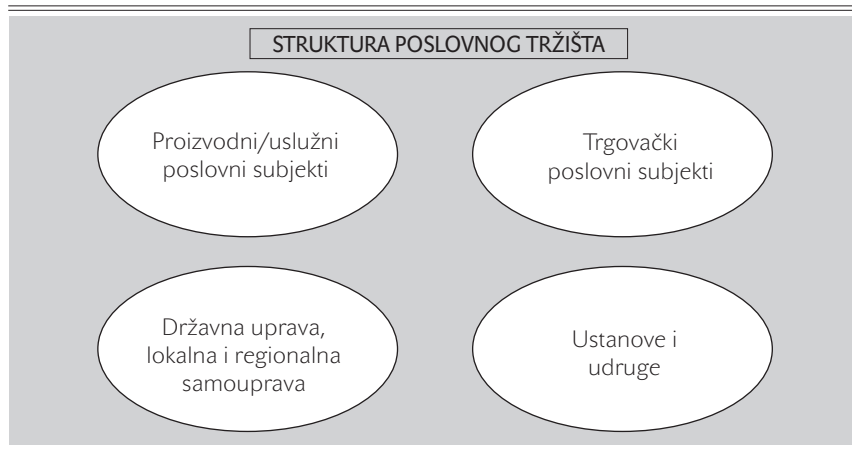 STRUKTURA POSLOVNOG TRŽIŠTA
Proizvodni/uslužni
poslovni subjekti
Trgovački
poslovni subjekti
Državna uprava,
lokalna i regionalna
samouprava
Ustanove i
udruge